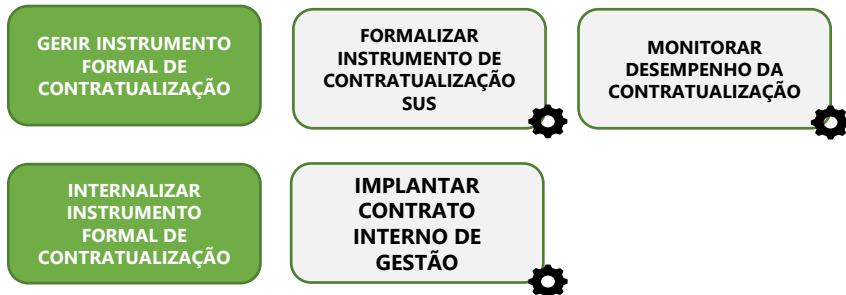 GERIR INSTRUMENTO
FORMAL DE
CONTRATUALIZAÇÃO
FORMALIZAR
INSTRUMENTO DE
CONTRATUALIZAÇÃO
SUS
MONITORAR
DESEMPENHO DA
CONTRATUALIZAÇÃO
INTERNALIZAR
INSTRUMENTO
FORMAL DE
CONTRATUALIZAÇÃO
IMPLANTAR
CONTRATO
INTERNO DE
GESTÃO